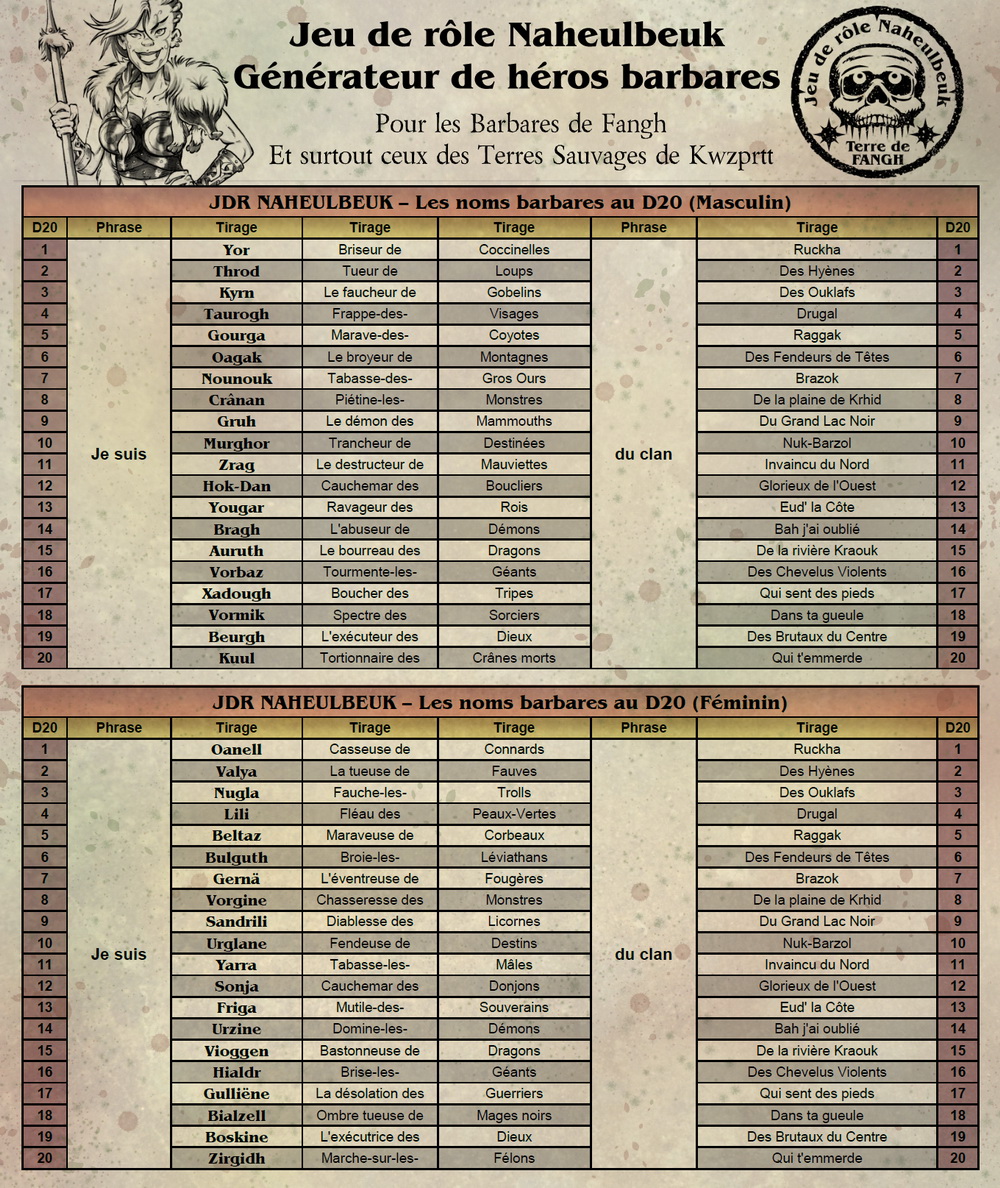 Jeu de rôle Naheulbeuk
Générateur de héros barbares
Pour les Barbares de Fangh
Et surtout ceux des Terres Sauvages de Kwzprtt
Jeu de rôle Naheulbeuk
Terre de
FANGH
JDR NAHEULBEUK – Les noms barbares au D20 (Masculin)
D20 Phrase Tirage Tirage Tirage Phrase Tirage D20
1 Yor Briseur de Coccinelles Ruckha 1
2 Throd Tueur de Loups Des Hyènes 2
3 Kyrn Le faucheur de Gobelins Des Ouklafs 3
4 Taurogh Frappe-des- Visages Drugal 4
5 Gourga Marave-des- Coyotes Raggak 5
6 Oagak Le broyeur de Montagnes Des Fendeurs de Têtes 6
7 Nounouk Tabasse-des- Gros Ours Brazok 7
8 Crânan Piétine-les- Monstres De la plaine de Krhid 8
9 Gruh Le démon des Mammouths Du Grand Lac Noir 9
10 Murghor Trancheur de Destinées Nuk-Barzol 10
Je suis du clan
11 Zrag Le destructeur de Mauviettes Invaincu du Nord 11
12 Hok-Dan Cauchemar des Boucliers Glorieux de l'Ouest 12
13 Yougar Ravageur des Rois Eud' la Côte 13
14 Bragh L'abuseur de Démons Bah j'ai oublié 14
15 Auruth Le bourreau des Dragons De la rivière Kraouk 15
16 Vorbaz Tourmente-les- Géants Des Chevelus Violents 16
17 Xadough Boucher des Tripes Qui sent des pieds 17
18 Vormik Spectre des Sorciers Dans ta gueule 18
19 Beurgh L'exécuteur des Dieux Des Brutaux du Centre 19
20 Kuul Tortionnaire des Crânes morts Qui t'emmerde 20
JDR NAHEULBEUK – Les noms barbares au D20 (Féminin)
D20 Phrase Tirage Tirage Tirage Phrase Tirage D20
1 Oanell Casseuse de Connards Ruckha 1
2 Valya La tueuse de Fauves Des Hyènes 2
3 Nugla Fauche-les- Trolls Des Ouklafs 3
4 Lili Fléau des Peaux-Vertes Drugal 4
5 Beltaz Maraveuse de Corbeaux Raggak 5
6 Bulguth Broie-les- Léviathans Des Fendeurs de Têtes 6
7 Gernä L'éventreuse de Fougères Brazok 7
8 Vorgine Chasseresse des Monstres De la plaine de Krhid 8
9 Sandrili Diablesse des Licornes Du Grand Lac Noir 9
10 Urglane Fendeuse de Destins Nuk-Barzol 10
Je suis du clan
11 Yarra Tabasse-les- Mâles Invaincu du Nord 11
12 Sonja Cauchemar des Donjons Glorieux de l'Ouest 12
13 Friga Mutile-des- Souverains Eud' la Côte 13
14 Urzine Domine-les- Démons Bah j'ai oublié 14
15 Vioggen Bastonneuse de Dragons De la rivière Kraouk 15
16 Hialdr Brise-les- Géants Des Chevelus Violents 16
17 Gulliëne La désolation des Guerriers Qui sent des pieds 17
18 Bialzell Ombre tueuse de Mages noirs Dans ta gueule 18
19 Boskine L'exécutrice des Dieux Des Brutaux du Centre 19
20 Zirgidh Marche-sur-les- Félons Qui t'emmerde 20